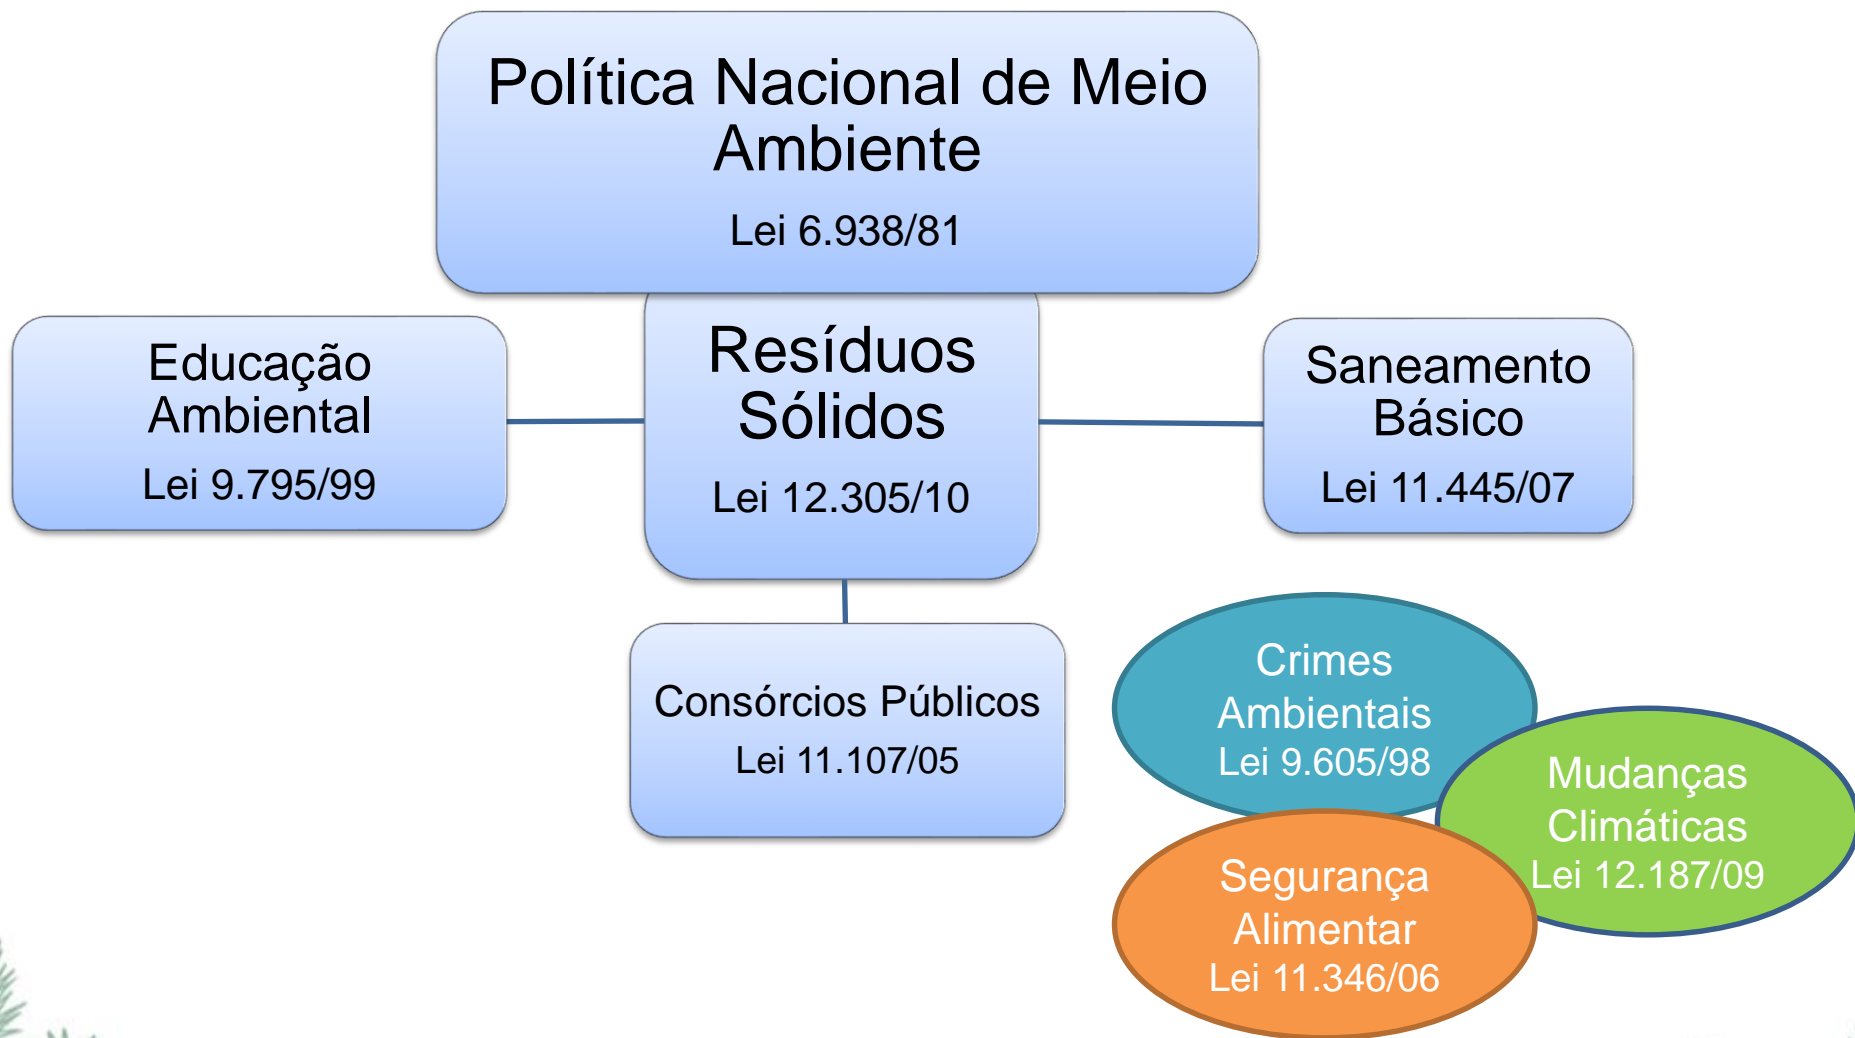 Política Nacional de Meio
Ambiente
Lei 6.938/81
Educação
Ambiental
Lei 9.795/99
Resíduos
Sólidos
Lei 12.305/10
Saneamento
Básico
Lei 11.445/07
Consórcios Públicos
Lei 11.107/05
Crimes
Ambientais
Lei 9.605/98
Mudanças
Climáticas
Lei 12.187/09
Segurança
Alimentar
Lei 11.346/06